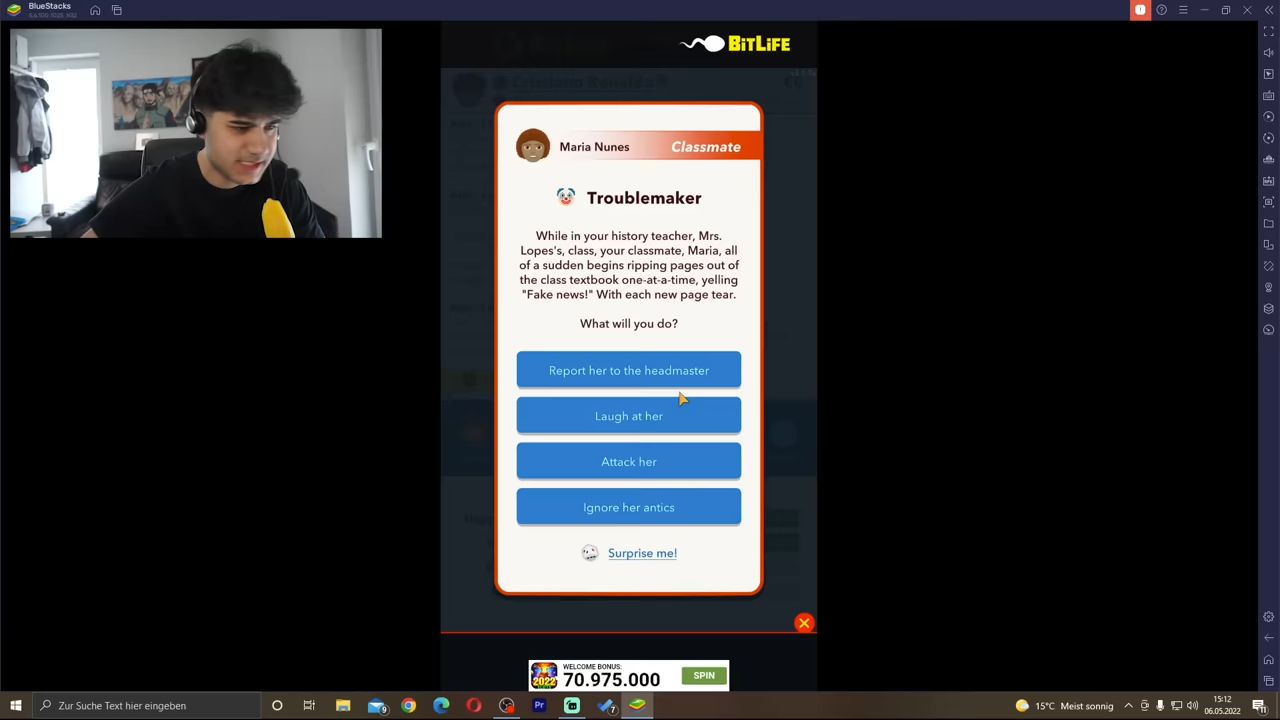 BlueStacks
BitLiFE
Cristiano Ronaldo
Maria Nunes
Classmate
Troublemaker
While in your history teacher, Mrs.
Lopes's, class, your classmate, Maria, all
of a sudden begins ripping pages out of
the class textbook one-at-a-time, yelling
"Fake news!" With each new page tear.
What will you do?
Report her to the headmaster
Laugh at her
Attack her
Ignore her antics
Surprise me!
2022
WELCOME BONUS:
70.975.000
SPIN
Zur Suche Text hier eingeben
15°C Meist sonnig
15:12
06.05.2022